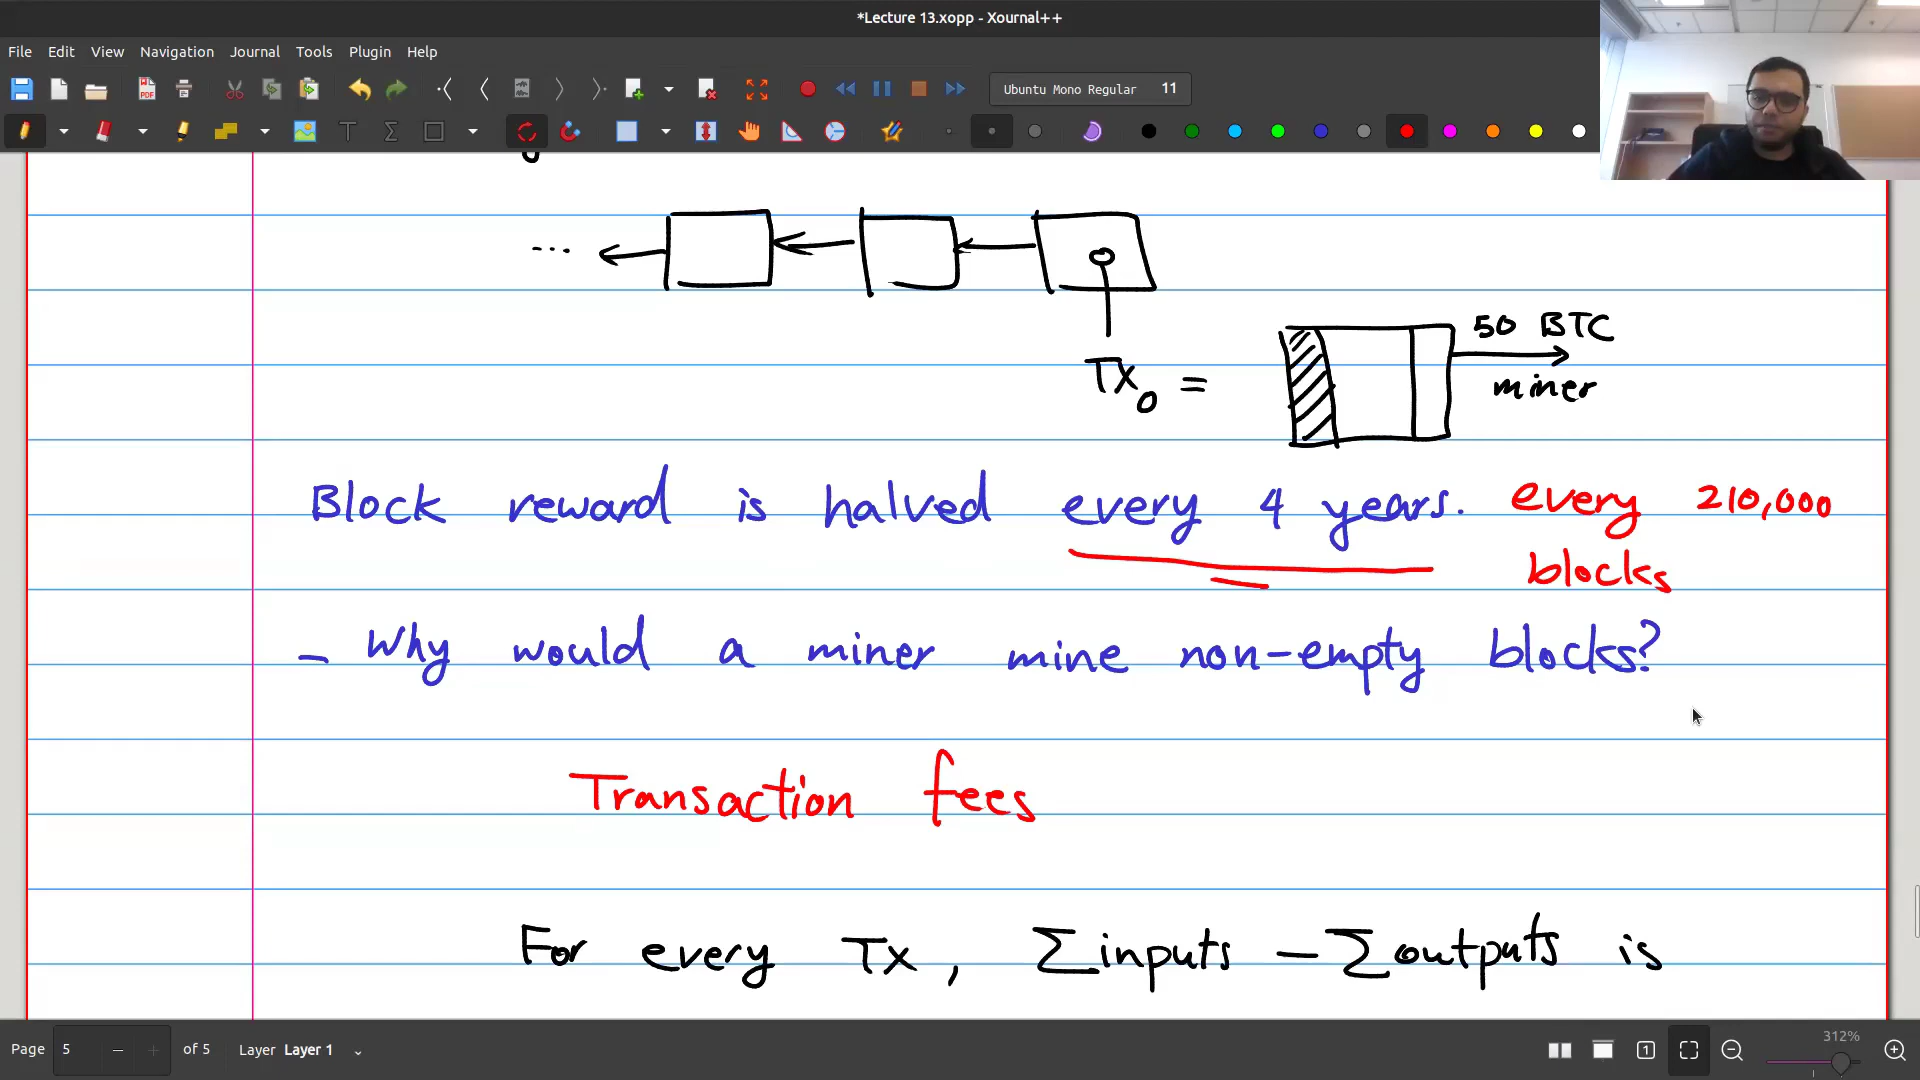 *Lecture 13.xopp - Xournal++
File Edit View Navigation Journal Tools Plugin Help
PDF
Ubuntu Mono Regular 11
T Σ
...
50 BTC
miner
Tx0 =
Block reward is halved every 4 years. every 210,000
blocks
- Why would a miner mine non-empty blocks?
Transaction fees
For every Tx, Σinputs - Σoutputs is
Page 5 of 5 Layer Layer 1
1
312%